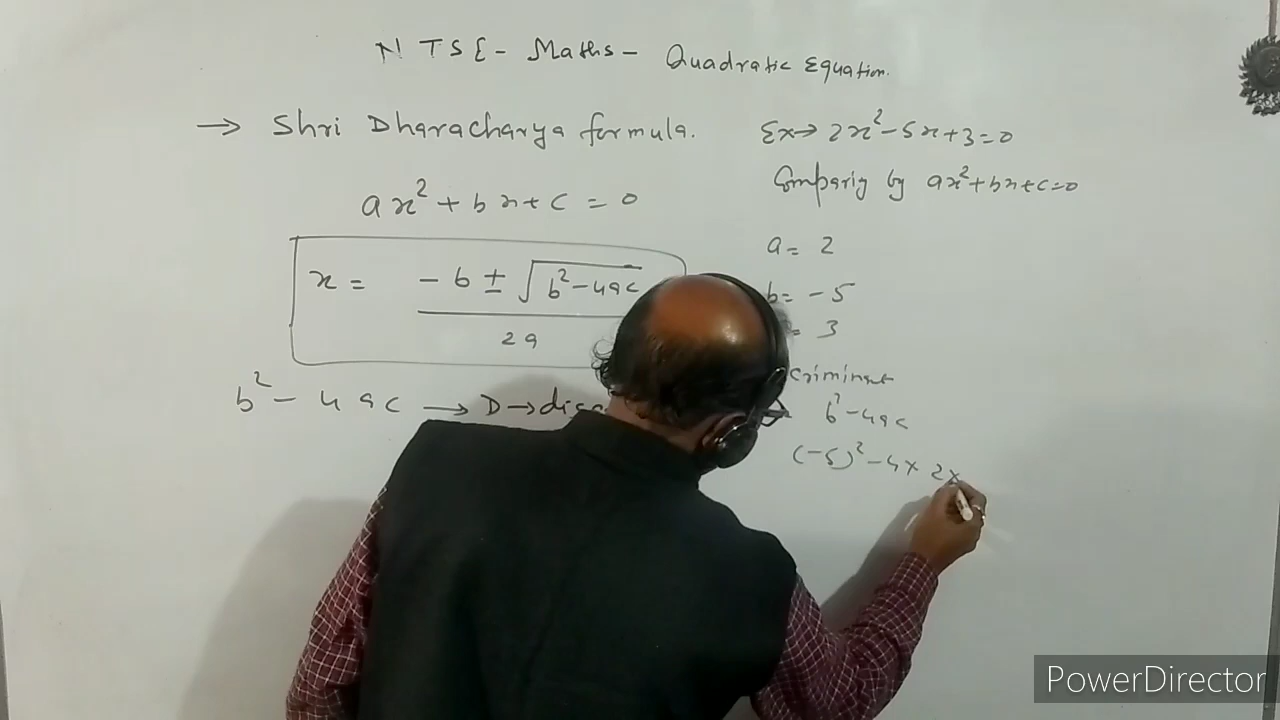 NTSE - Maths - Quadratic Equation.
→ Shri Dharacharya formula.
ax² + bx + c = 0
x = -b ± √b²-4ac
2a
b² - 4ac → D →
Ex → 2x² - 5x + 3 = 0
Comparig by ax² + bx + c = 0
a = 2
b = -5
= 3
b² - 4ac
(-5)² - 4 x 2x
PowerDirector